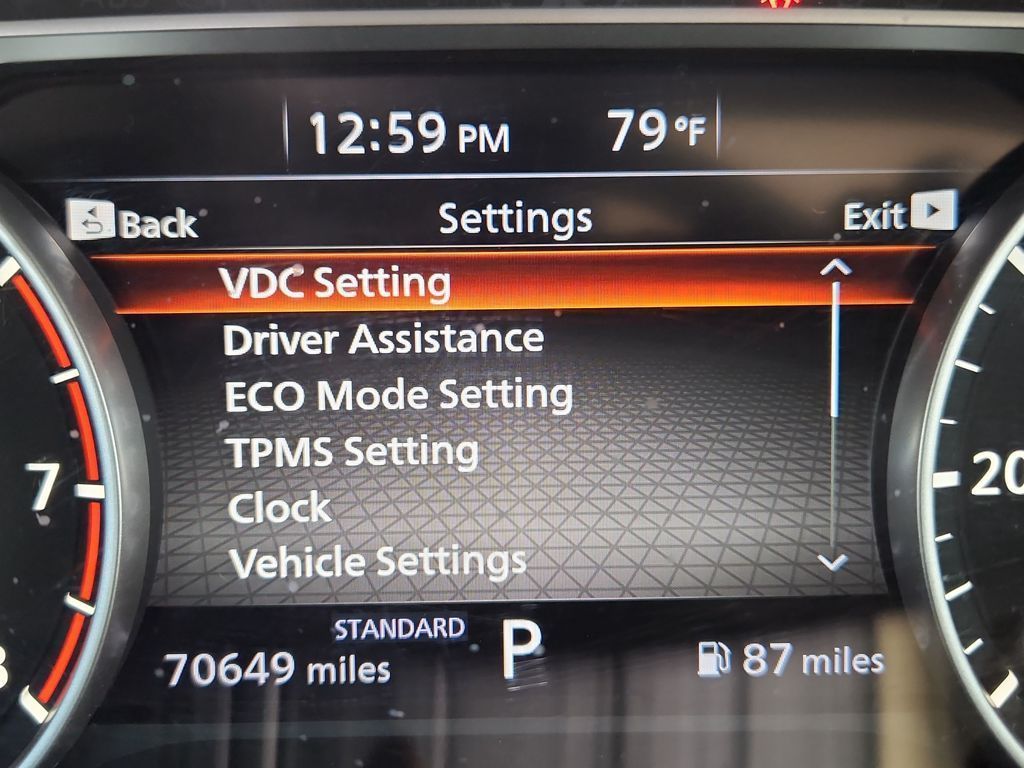 12:59 PM 79°F
Back Settings Exit
VDC Setting
Driver Assistance
ECO Mode Setting
TPMS Setting
Clock
Vehicle Settings
7
20
STANDARD
70649 miles P 87 miles